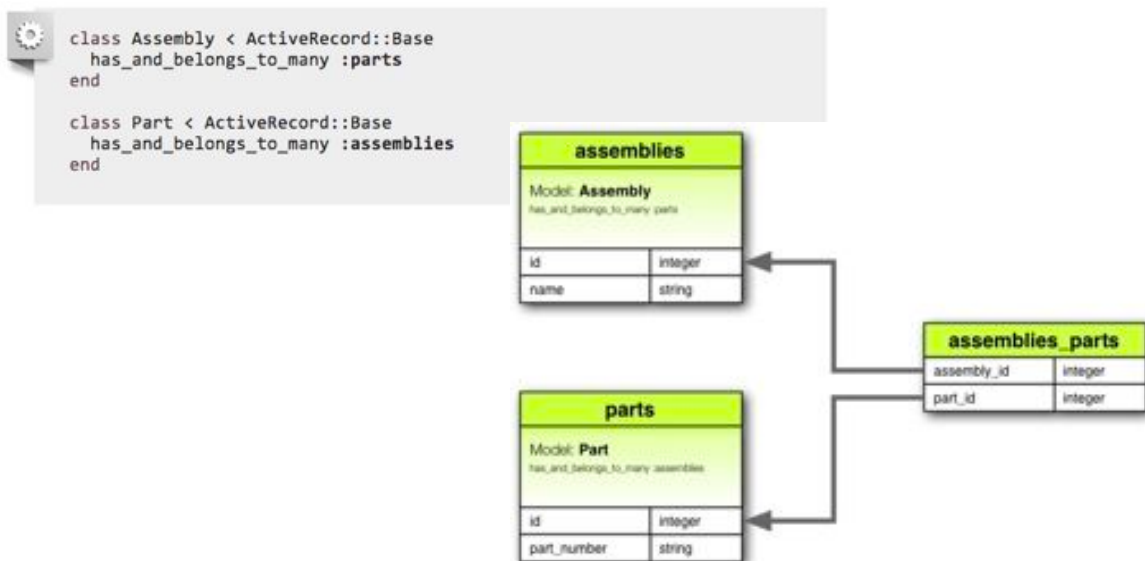 class Assembly < ActiveRecord::Base
has_and_belongs_to_many :parts
end
class Part < ActiveRecord::Base
has_and_belongs_to_many :assemblies
end
assemblies
Model: Assembly
has_and_belongs_to_many :parts
id integer
name string
assemblies_parts
assembly_id integer
part_id integer
parts
Model: Part
has_and_belongs_to_many :assemblies
id integer
part_number string